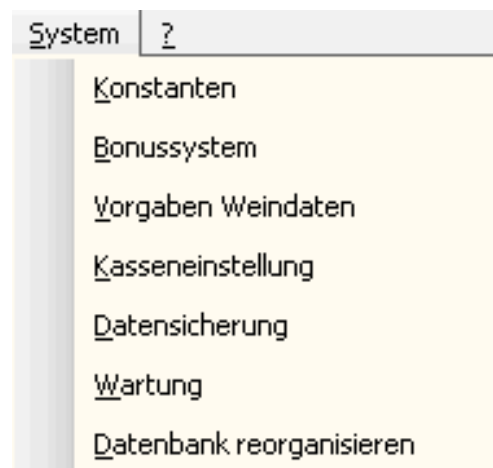 System ?
Konstanten
Bonussystem
Vorgaben Weindaten
Kasseneinstellung
Datensicherung
Wartung
Datenbank reorganisieren